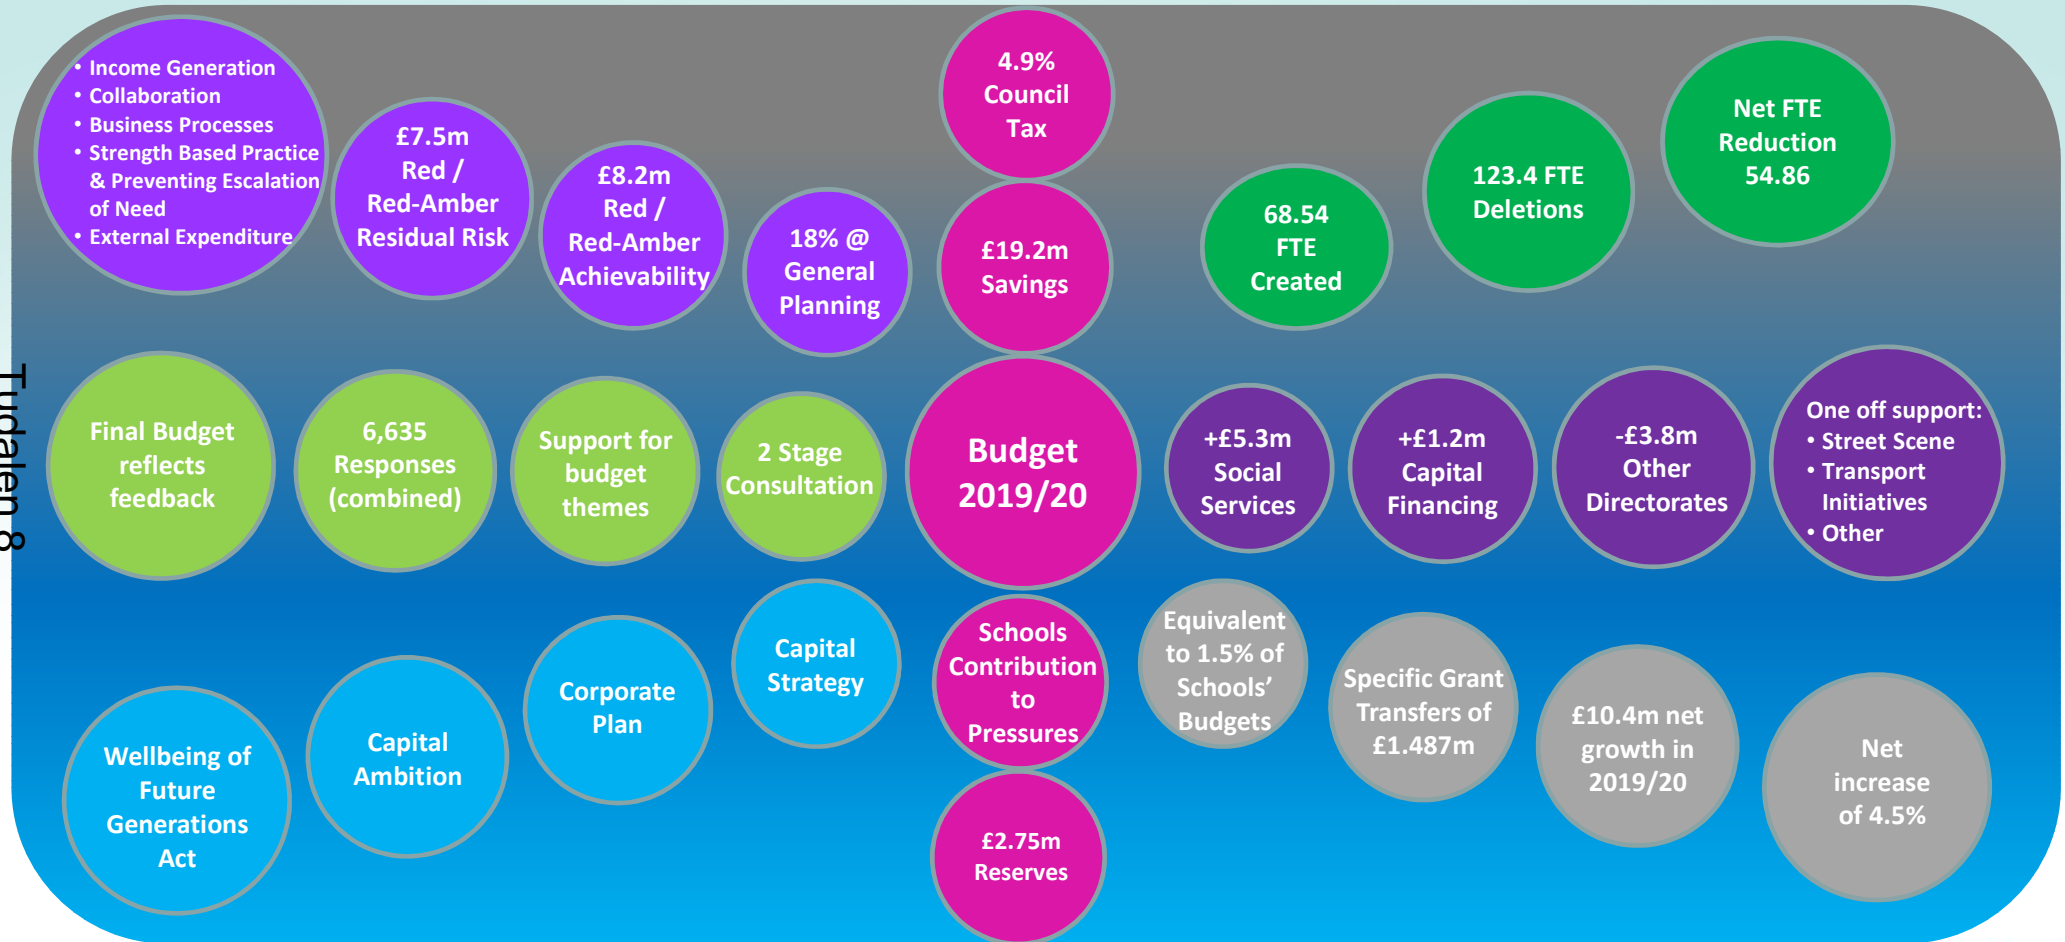 • Income Generation
• Collaboration
• Business Processes
• Strength Based Practice
& Preventing Escalation
of Need
• External Expenditure
£7.5m
Red /
Red-Amber
Residual Risk
£8.2m
Red /
Red-Amber
Achievability
18% @
General
Planning
4.9%
Council
Tax
£19.2m
Savings
68.54
FTE
Created
123.4 FTE
Deletions
Net FTE
Reduction
54.86
Tudalen 8
Final Budget
reflects
feedback
6,635
Responses
(combined)
Support for
budget
themes
2 Stage
Consultation
Budget
2019/20
+£5.3m
Social
Services
+£1.2m
Capital
Financing
-£3.8m
Other
Directorates
One off support:
• Street Scene
• Transport
Initiatives
• Other
Wellbeing of
Future
Generations
Act
Capital
Ambition
Corporate
Plan
Capital
Strategy
Schools
Contribution
to
Pressures
£2.75m
Reserves
Equivalent
to 1.5% of
Schools’
Budgets
Specific Grant
Transfers of
£1.487m
£10.4m net
growth in
2019/20
Net
increase
of 4.5%